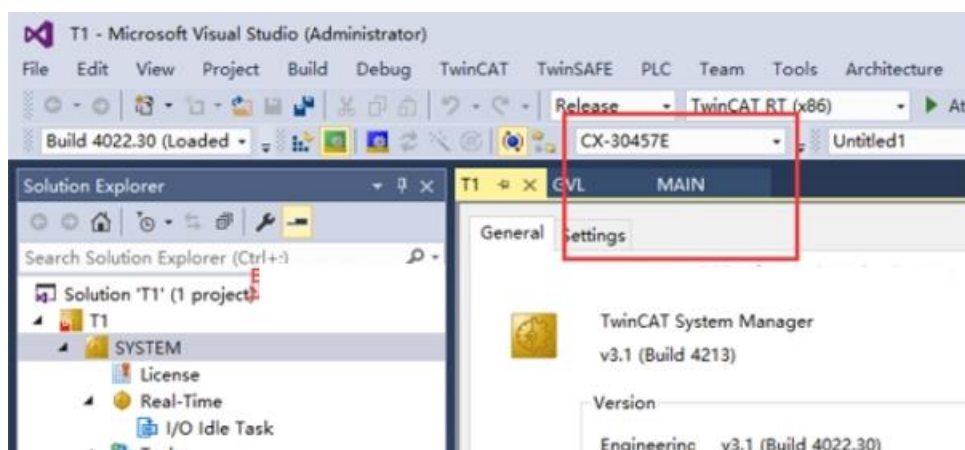 T1 - Microsoft Visual Studio (Administrator)
File Edit View Project Build Debug TwinCAT TwinSAFE PLC Team Tools Architecture
Release TwinCAT RT (x86) At
Build 4022.30 (Loaded CX-30457E Untitled1
Solution Explorer
T1 GVL MAIN
General Settings
Search Solution Explorer (Ctrl+;)
Solution 'T1' (1 project)
T1
SYSTEM
License
Real-Time
I/O Idle Task
TwinCAT System Manager
v3.1 (Build 4213)
Version
Engineering v3.1 (Build 4022.30)